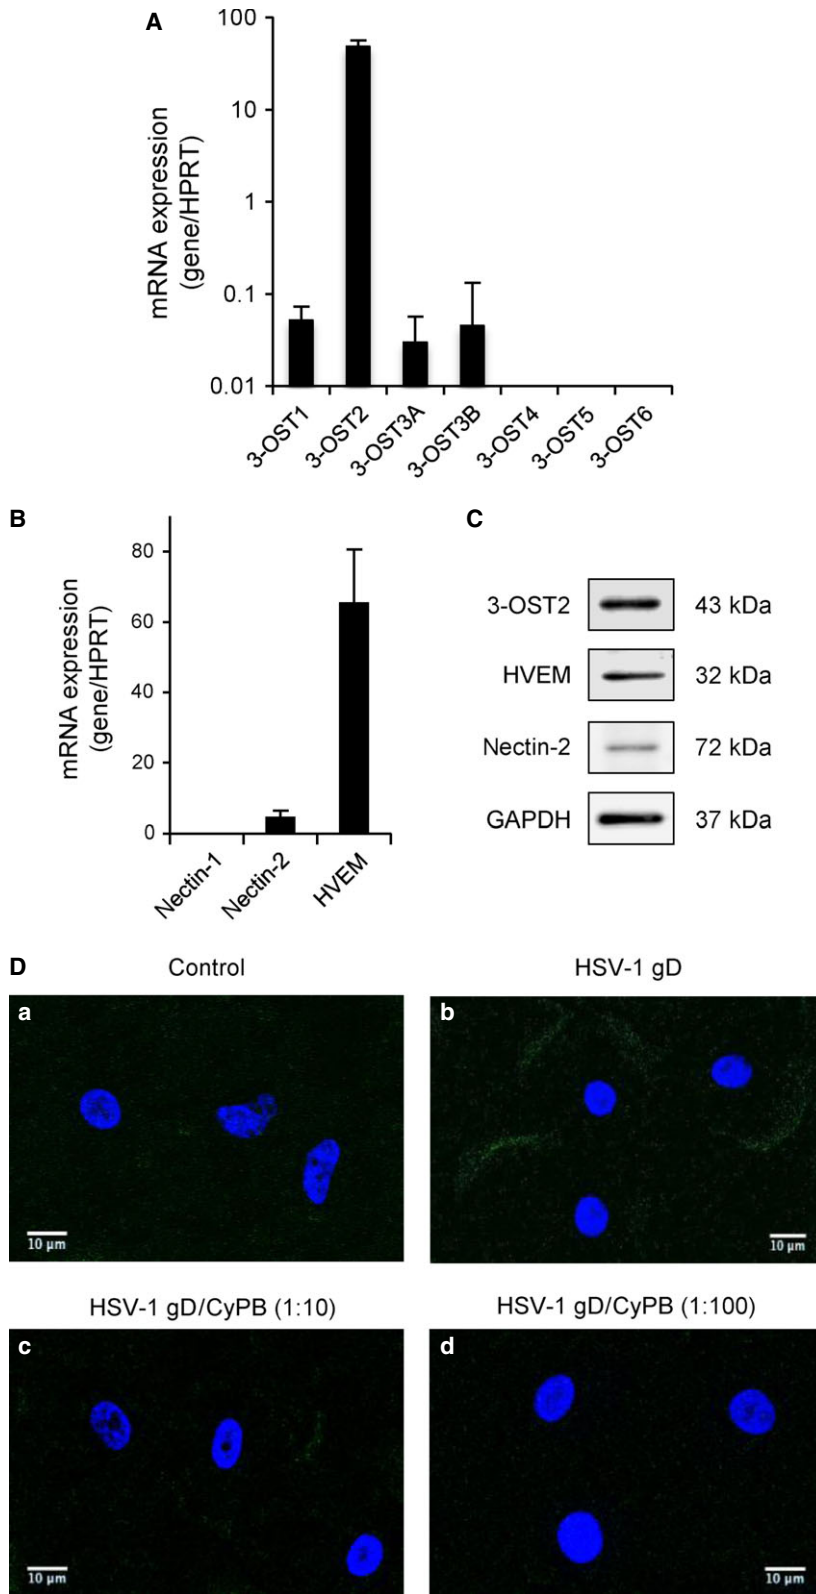 A
mRNA expression
(gene/HPRT)
100
10
1
0.1
0.01
3-OST1
3-OST2
3-OST3A
3-OST3B
3-OST4
3-OST5
3-OST6
B
mRNA expression
(gene/HPRT)
80
60
40
20
0
Nectin-1
Nectin-2
HVEM
C
3-OST2 43 kDa
HVEM 32 kDa
Nectin-2 72 kDa
GAPDH 37 kDa
D
Control
HSV-1 gD
a
10 µm
b
10 µm
HSV-1 gD/CyPB (1:10)
HSV-1 gD/CyPB (1:100)
c
10 µm
d
10 µm